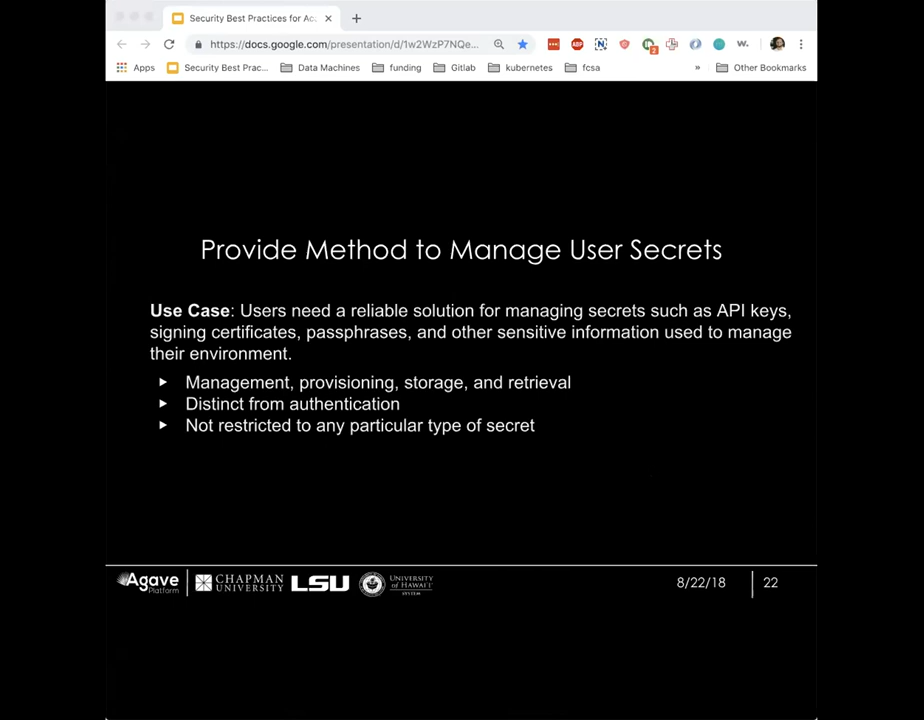 Security Best Practices for Ac
https://docs.google.com/presentation/d/1w2WzP7NQe...
Apps Security Best Prac... Data Machines funding Gitlab kubernetes fcsa » Other Bookmarks
Provide Method to Manage User Secrets
Use Case: Users need a reliable solution for managing secrets such as API keys,
signing certificates, passphrases, and other sensitive information used to manage
their environment.
Management, provisioning, storage, and retrieval
Distinct from authentication
Not restricted to any particular type of secret
Agave Platform CHAPMAN UNIVERSITY LSU UNIVERSITY of HAWAI'I SYSTEM 8/22/18 22